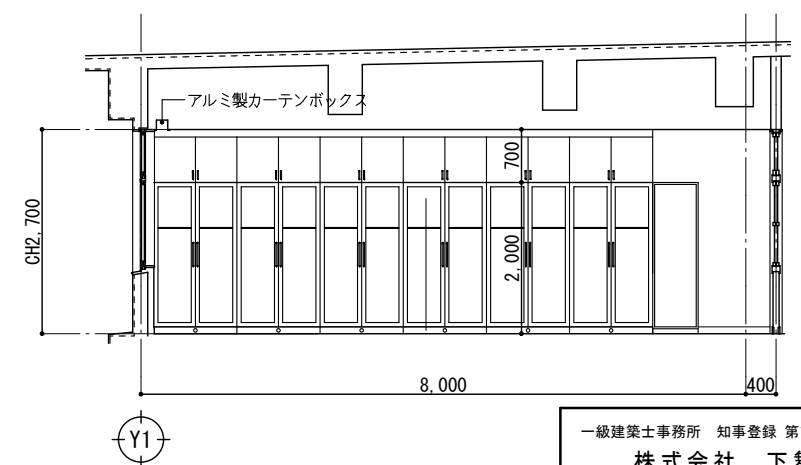 アルミ製カーテンボックス
700
CH2,700
2,000
8,000
400
Y1
一級建築士事務所 知事登録 第
株式会社 下